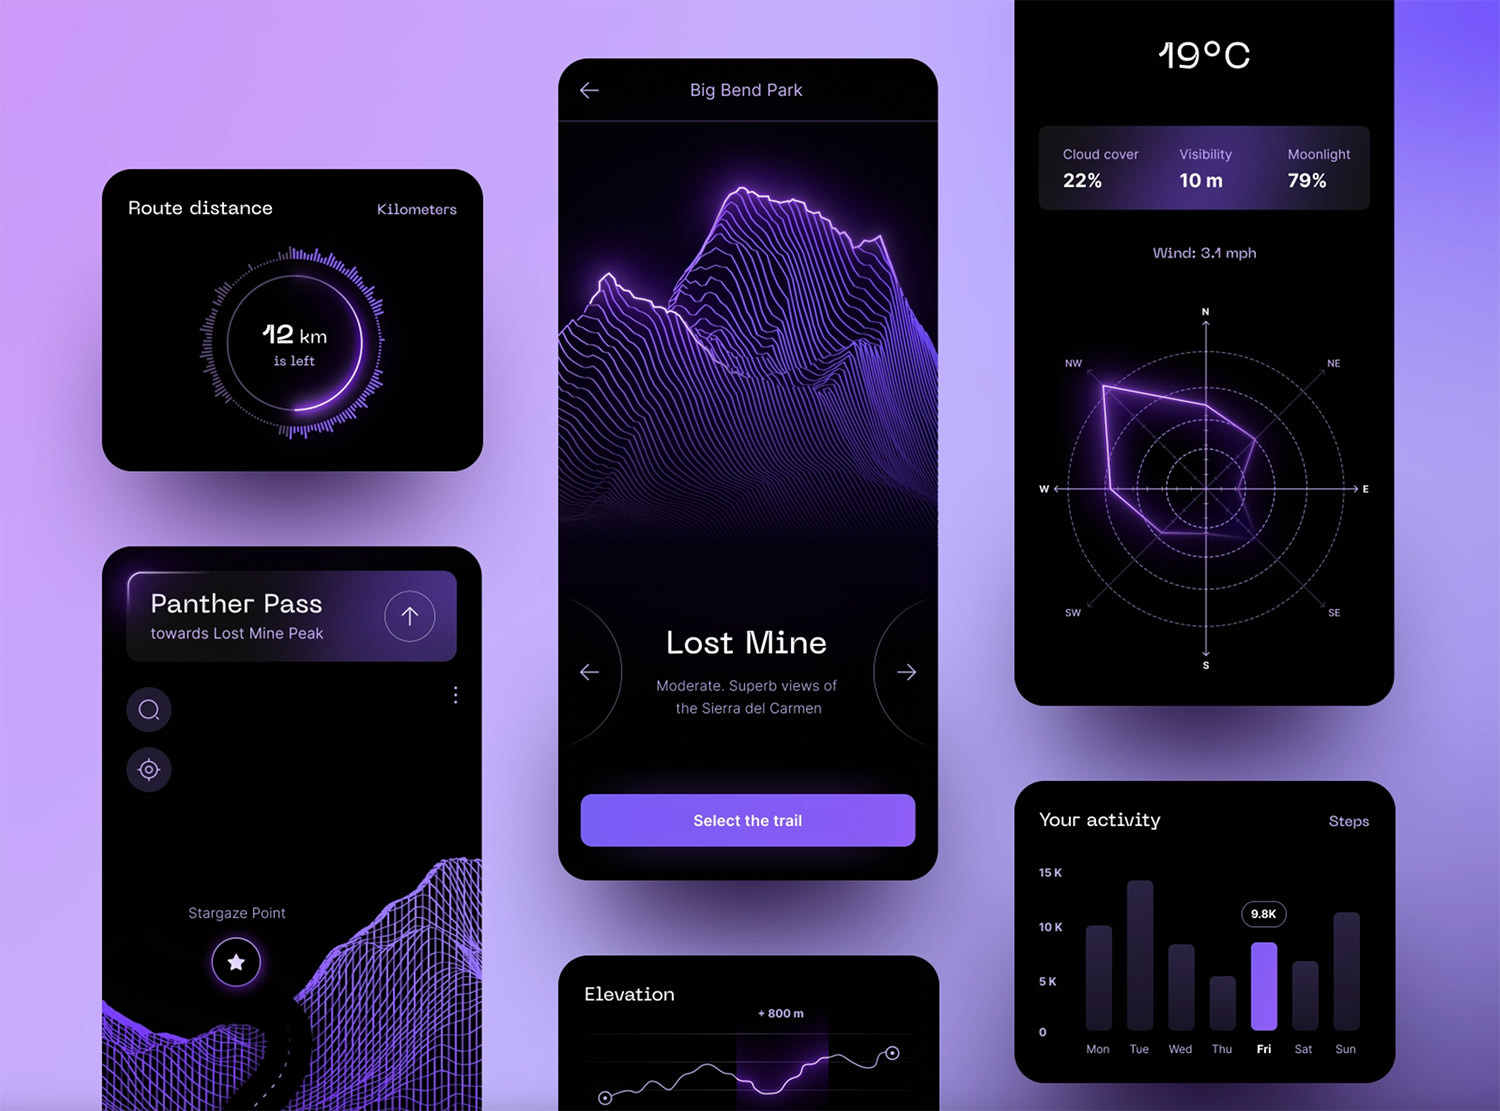 Route distance
Kilometers
12 km
is left
Panther Pass
towards Lost Mine Peak
Stargaze Point
Big Bend Park
Lost Mine
Moderate. Superb views of
the Sierra del Carmen
Select the trail
Elevation
+ 800 m
19°C
Cloud cover
Visibility
Moonlight
22%
10 m
79%
Wind: 3.1 mph
N
NW
NE
W
E
SW
SE
S
Your activity
Steps
15 K
10 K
5 K
0
9.8K
Mon
Tue
Wed
Thu
Fri
Sat
Sun